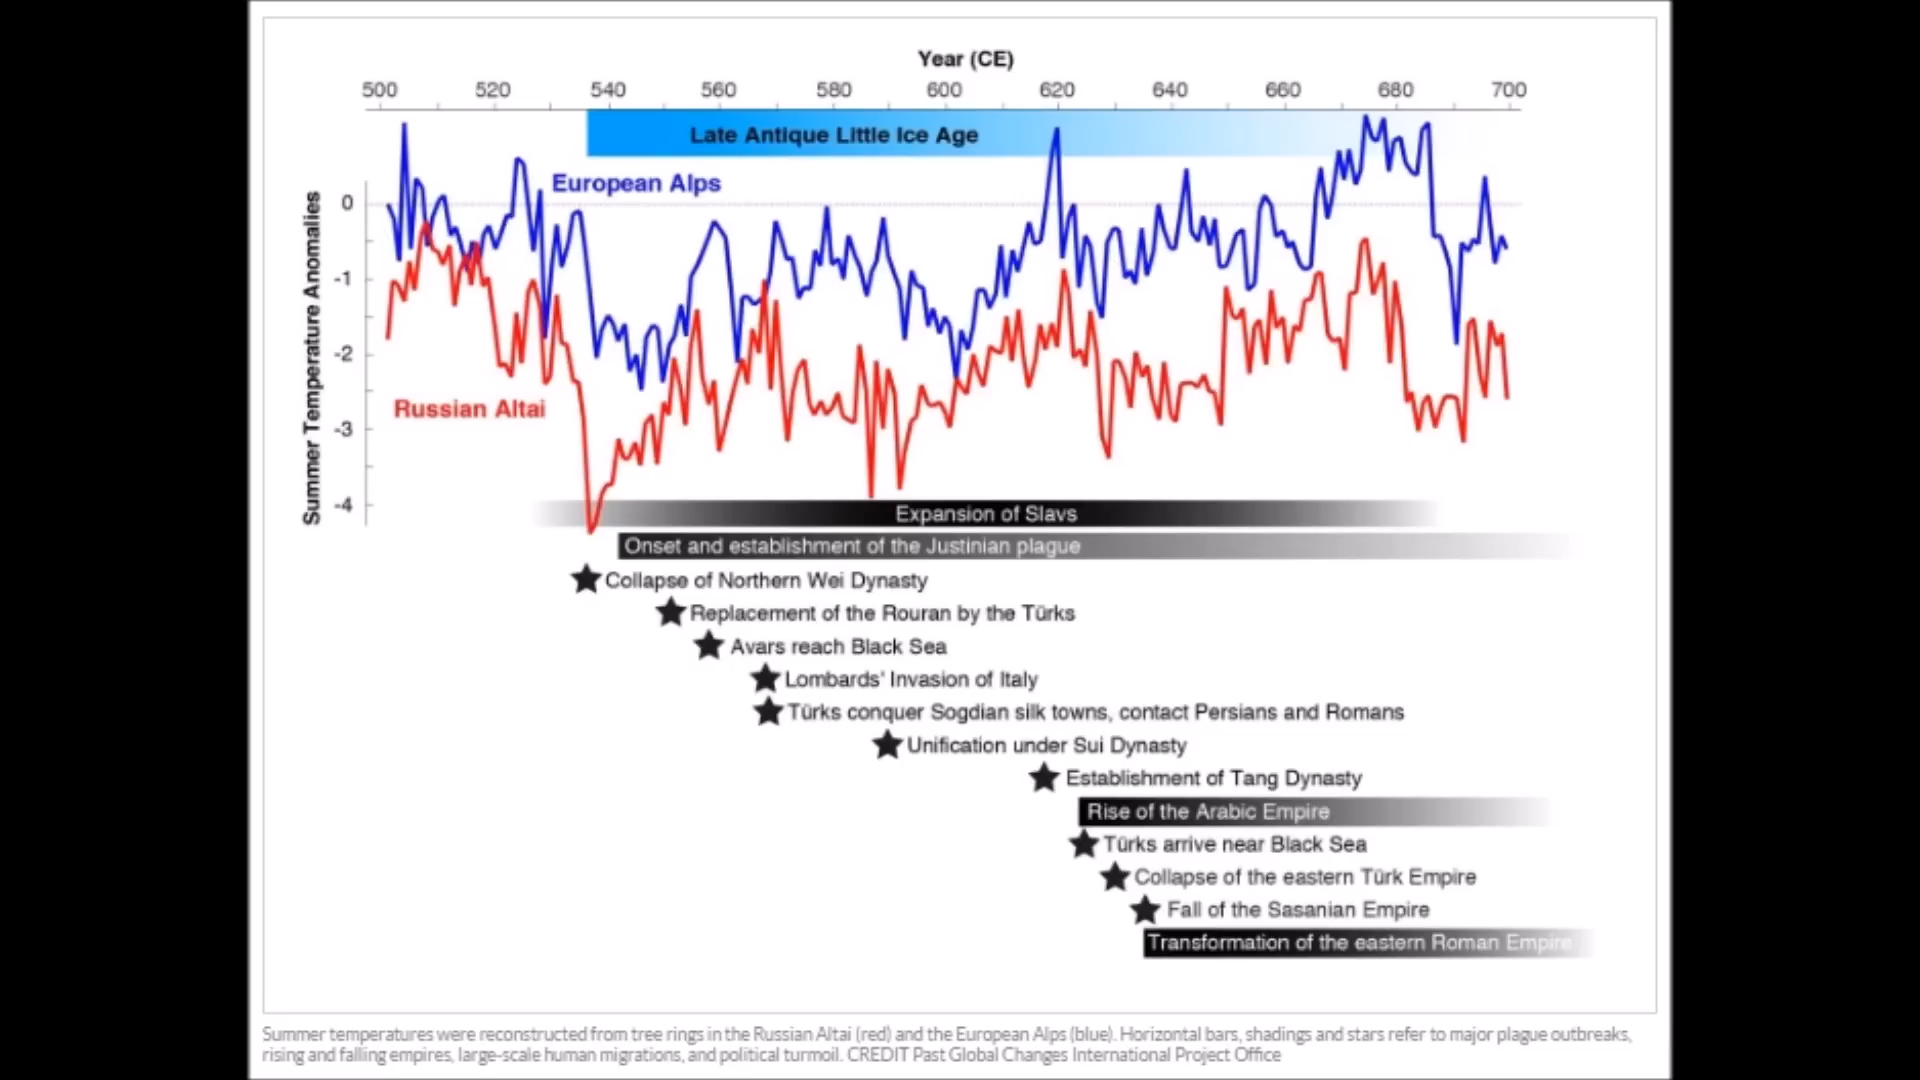 Year (CE)
500 520 540 560 580 600 620 640 660 680 700
Late Antique Little Ice Age
European Alps
Summer Temperature Anomalies
0
-1
-2
-3
-4
Russian Altai
Expansion of Slavs
Onset and establishment of the Justinian plague
Collapse of Northern Wei Dynasty
Replacement of the Rouran by the Türks
Avars reach Black Sea
Lombards' Invasion of Italy
Türks conquer Sogdian silk towns, contact Persians and Romans
Unification under Sui Dynasty
Establishment of Tang Dynasty
Rise of the Arabic Empire
Türks arrive near Black Sea
Collapse of the eastern Türk Empire
Fall of the Sasanian Empire
Transformation of the eastern Roman Empire
Summer temperatures were reconstructed from tree rings in the Russian Altai (red) and the European Alps (blue). Horizontal bars, shadings and stars refer to major plague outbreaks,
rising and falling empires, large-scale human migrations, and political turmoil. CREDIT Past Global Changes International Project Office